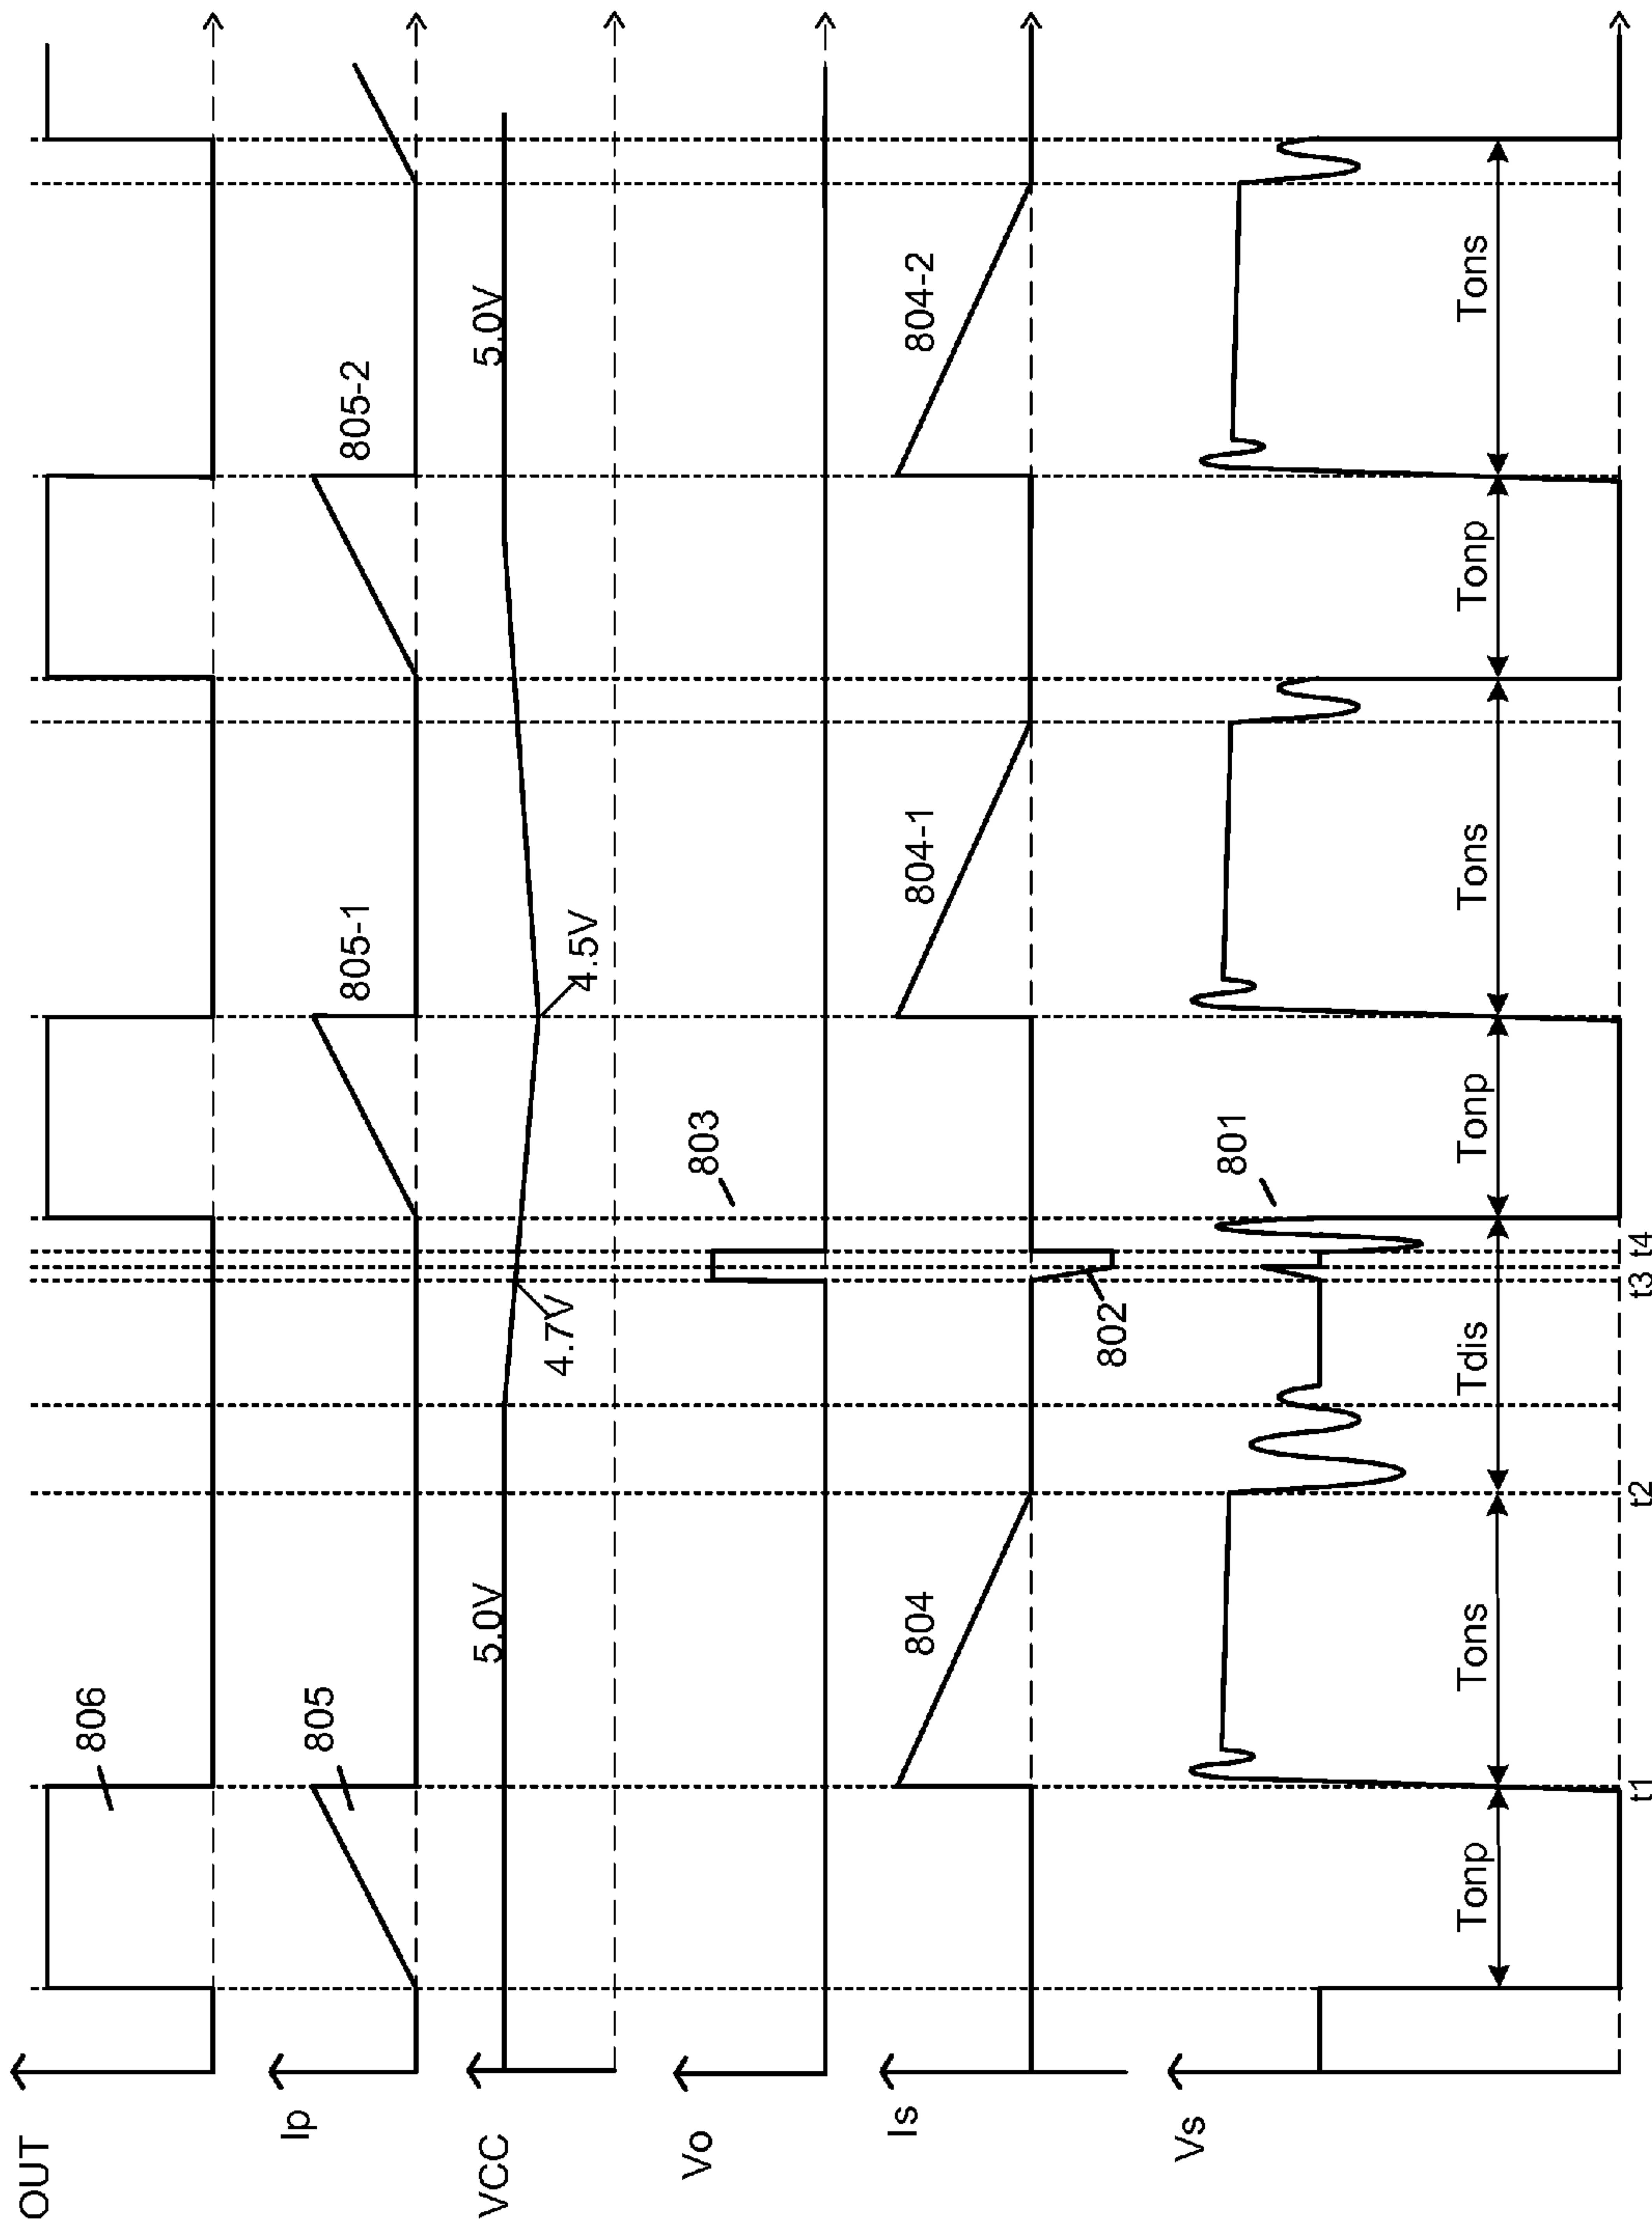 OUT
806
Ip
805
805-1
805-2
VCC
5.0V
4.7V
4.5V
5.0V
Vo
803
Is
804
802
804-1
804-2
Vs
801
Tonp
Tons
Tdis
Tonp
Tons
Tonp
Tons
t1
t2
t3
t4